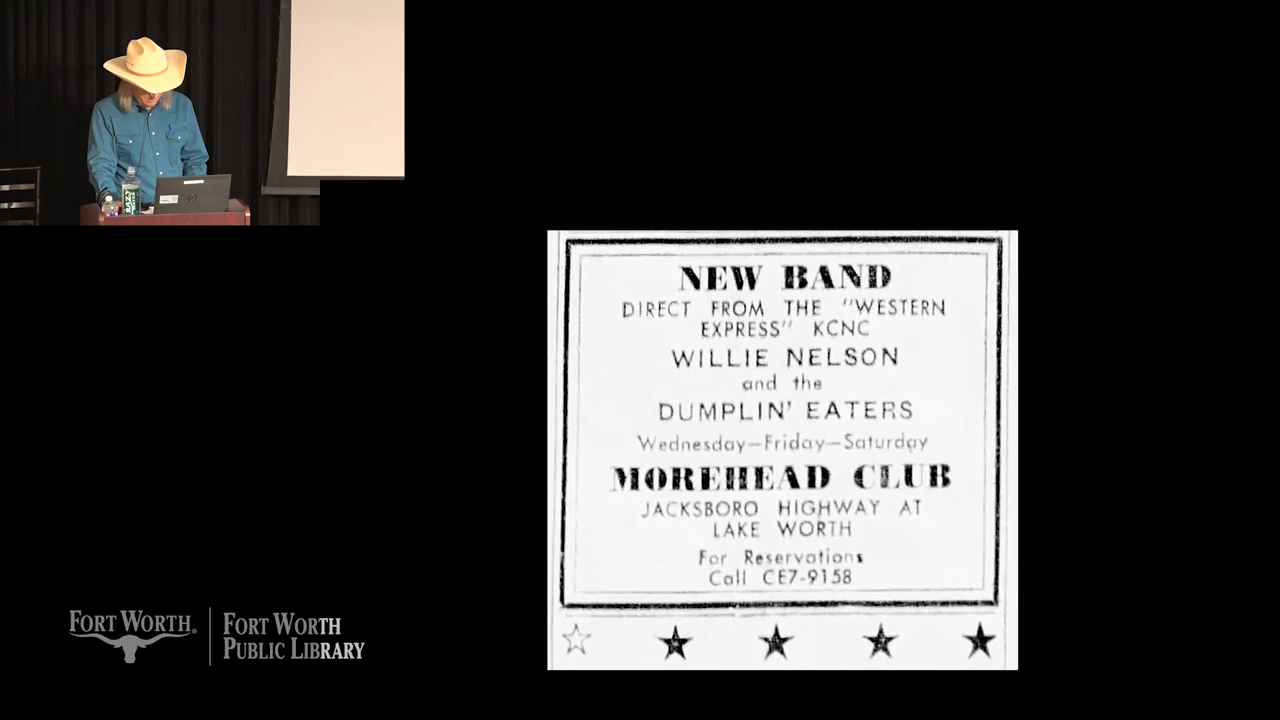 NEW BAND
DIRECT FROM THE "WESTERN
EXPRESS" KCNC
WILLIE NELSON
and the
DUMPLIN' EATERS
Wednesday—Friday—Saturday
MOREHEAD CLUB
JACKSBORO HIGHWAY AT
LAKE WORTH
For Reservations
Call CE7-9158
FORT WORTH®
FORT WORTH
PUBLIC LIBRARY